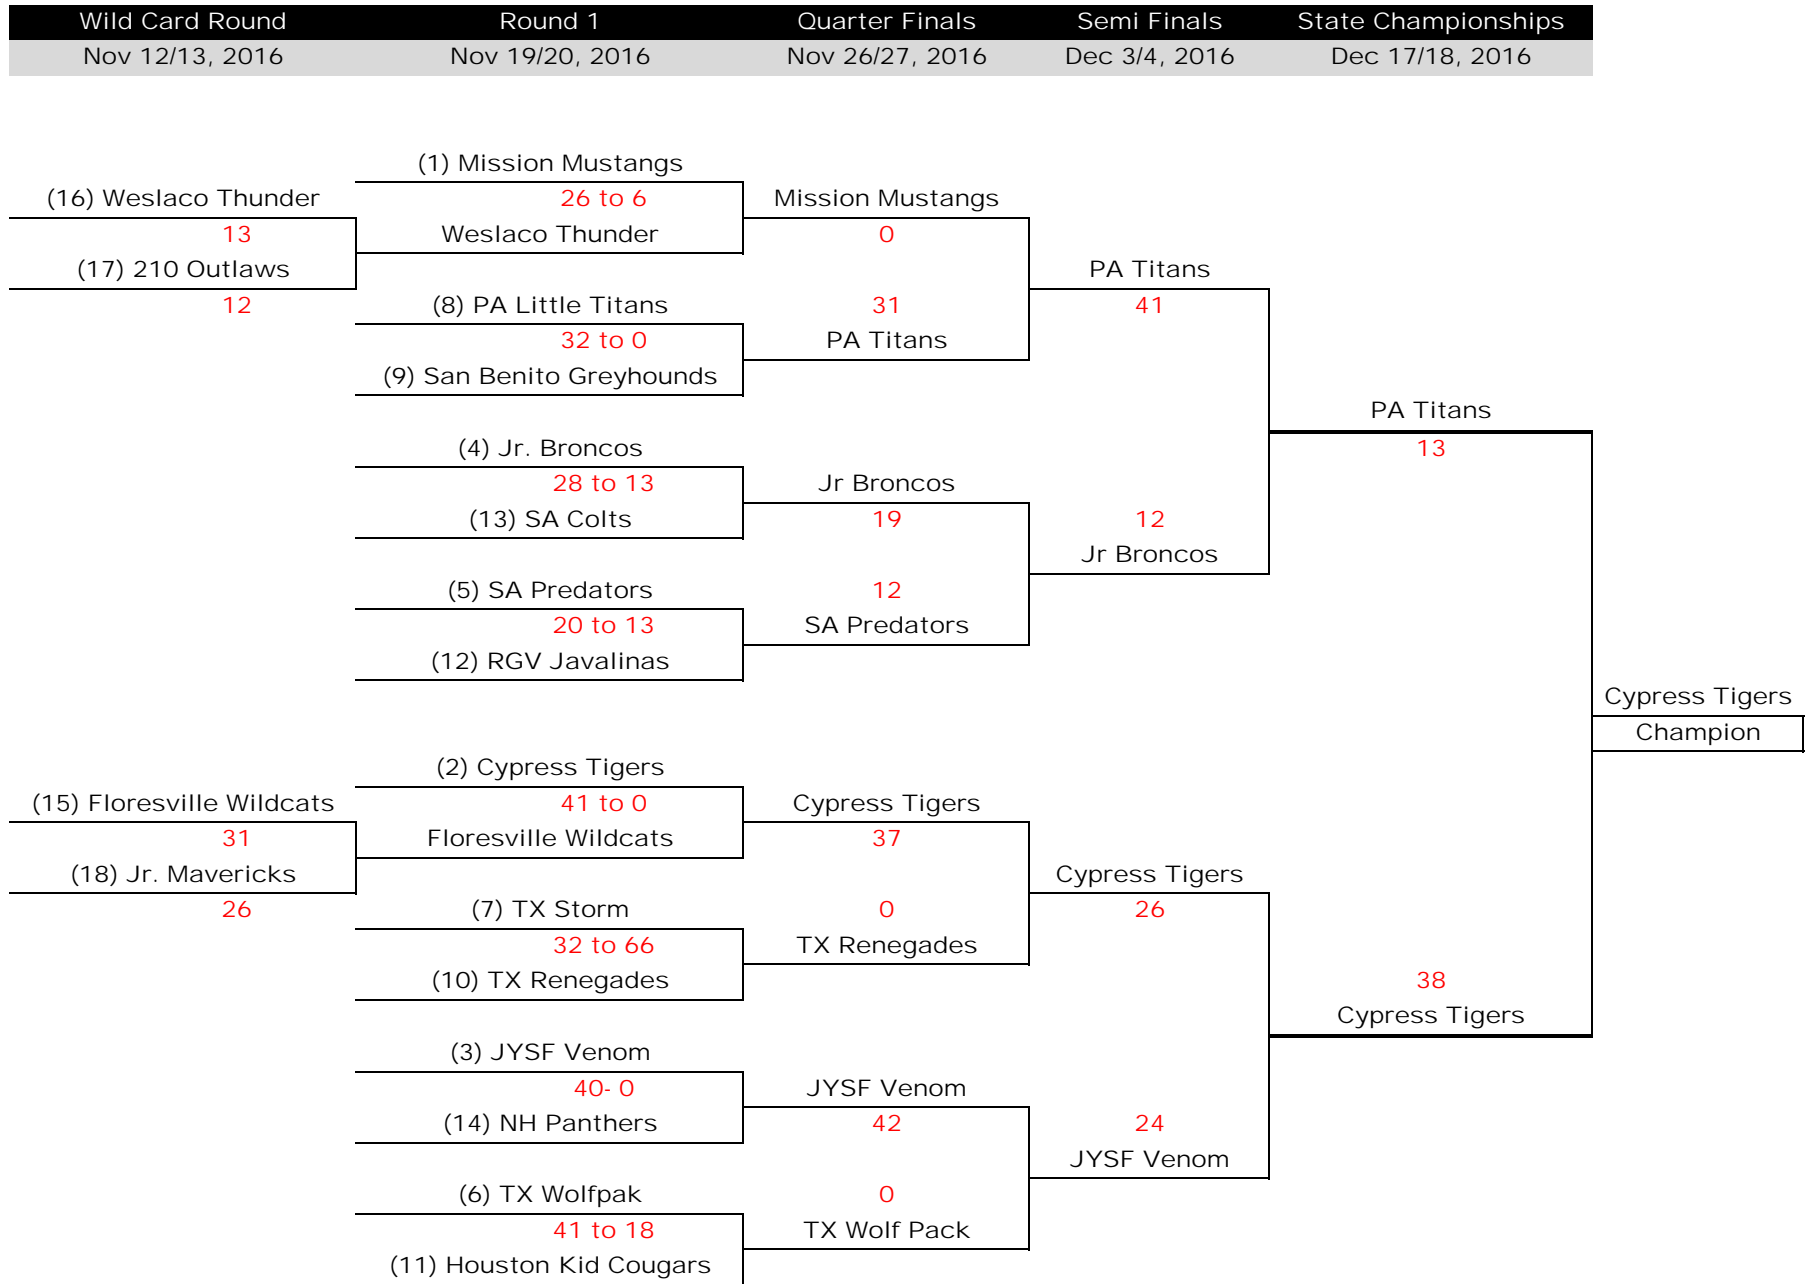 Wild Card Round Round 1 Quarter Finals Semi Finals State Championships
Nov 12/13, 2016 Nov 19/20, 2016 Nov 26/27, 2016 Dec 3/4, 2016 Dec 17/18, 2016
(1) Mission Mustangs
(16) Weslaco Thunder 26 to 6 Mission Mustangs
13 Weslaco Thunder 0
(17) 210 Outlaws PA Titans
12 (8) PA Little Titans 31 41
32 to 0 PA Titans
(9) San Benito Greyhounds
PA Titans
(4) Jr. Broncos 13
28 to 13 Jr Broncos
(13) SA Colts 19 12
Jr Broncos
(5) SA Predators 12
20 to 13 SA Predators
(12) RGV Javalinas
Cypress Tigers
Champion
(2) Cypress Tigers
(15) Floresville Wildcats 41 to 0 Cypress Tigers
31 Floresville Wildcats 37
(18) Jr. Mavericks Cypress Tigers
26 (7) TX Storm 0 26
32 to 66 TX Renegades
(10) TX Renegades 38
Cypress Tigers
(3) JYSF Venom
40- 0 JYSF Venom
(14) NH Panthers 42 24
JYSF Venom
(6) TX Wolfpak 0
41 to 18 TX Wolf Pack
(11) Houston Kid Cougars